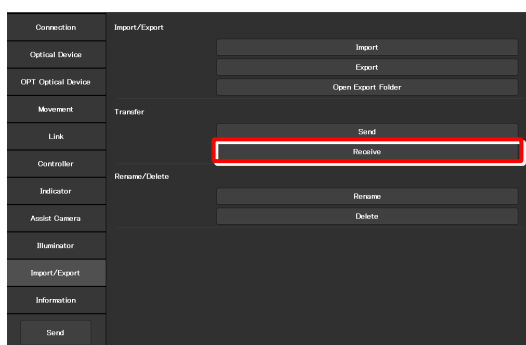 Connection
Optical Device
OPT Optical Device
Movement
Link
Controller
Indicator
Assist Camera
Illuminator
Import/Export
Information
Send
Import/Export
Import
Export
Open Export Folder
Transfer
Send
Receive
Rename/Delete
Rename
Delete